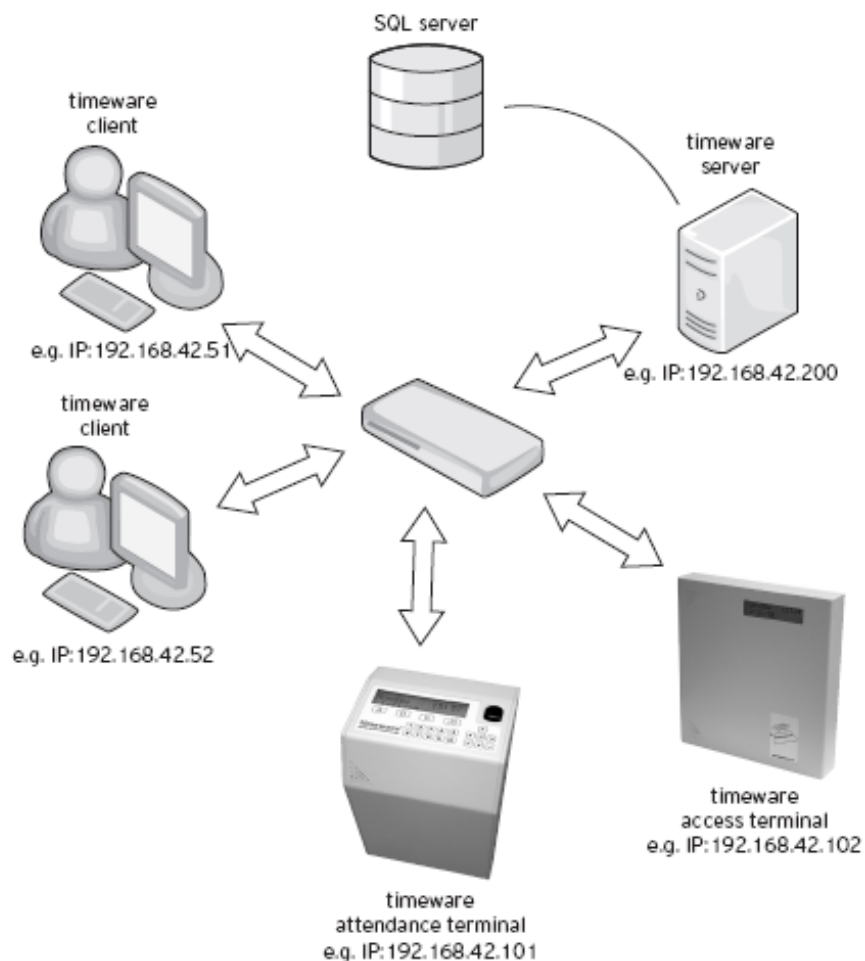 SQL server
timeware
client
timeware
server
e.g. IP:192.168.42.51
e.g. IP:192.168.42.200
timeware
client
e.g. IP:192.168.42.52
timeware
access terminal
e.g. IP:192.168.42.102
timeware
attendance terminal
e.g. IP:192.168.42.101